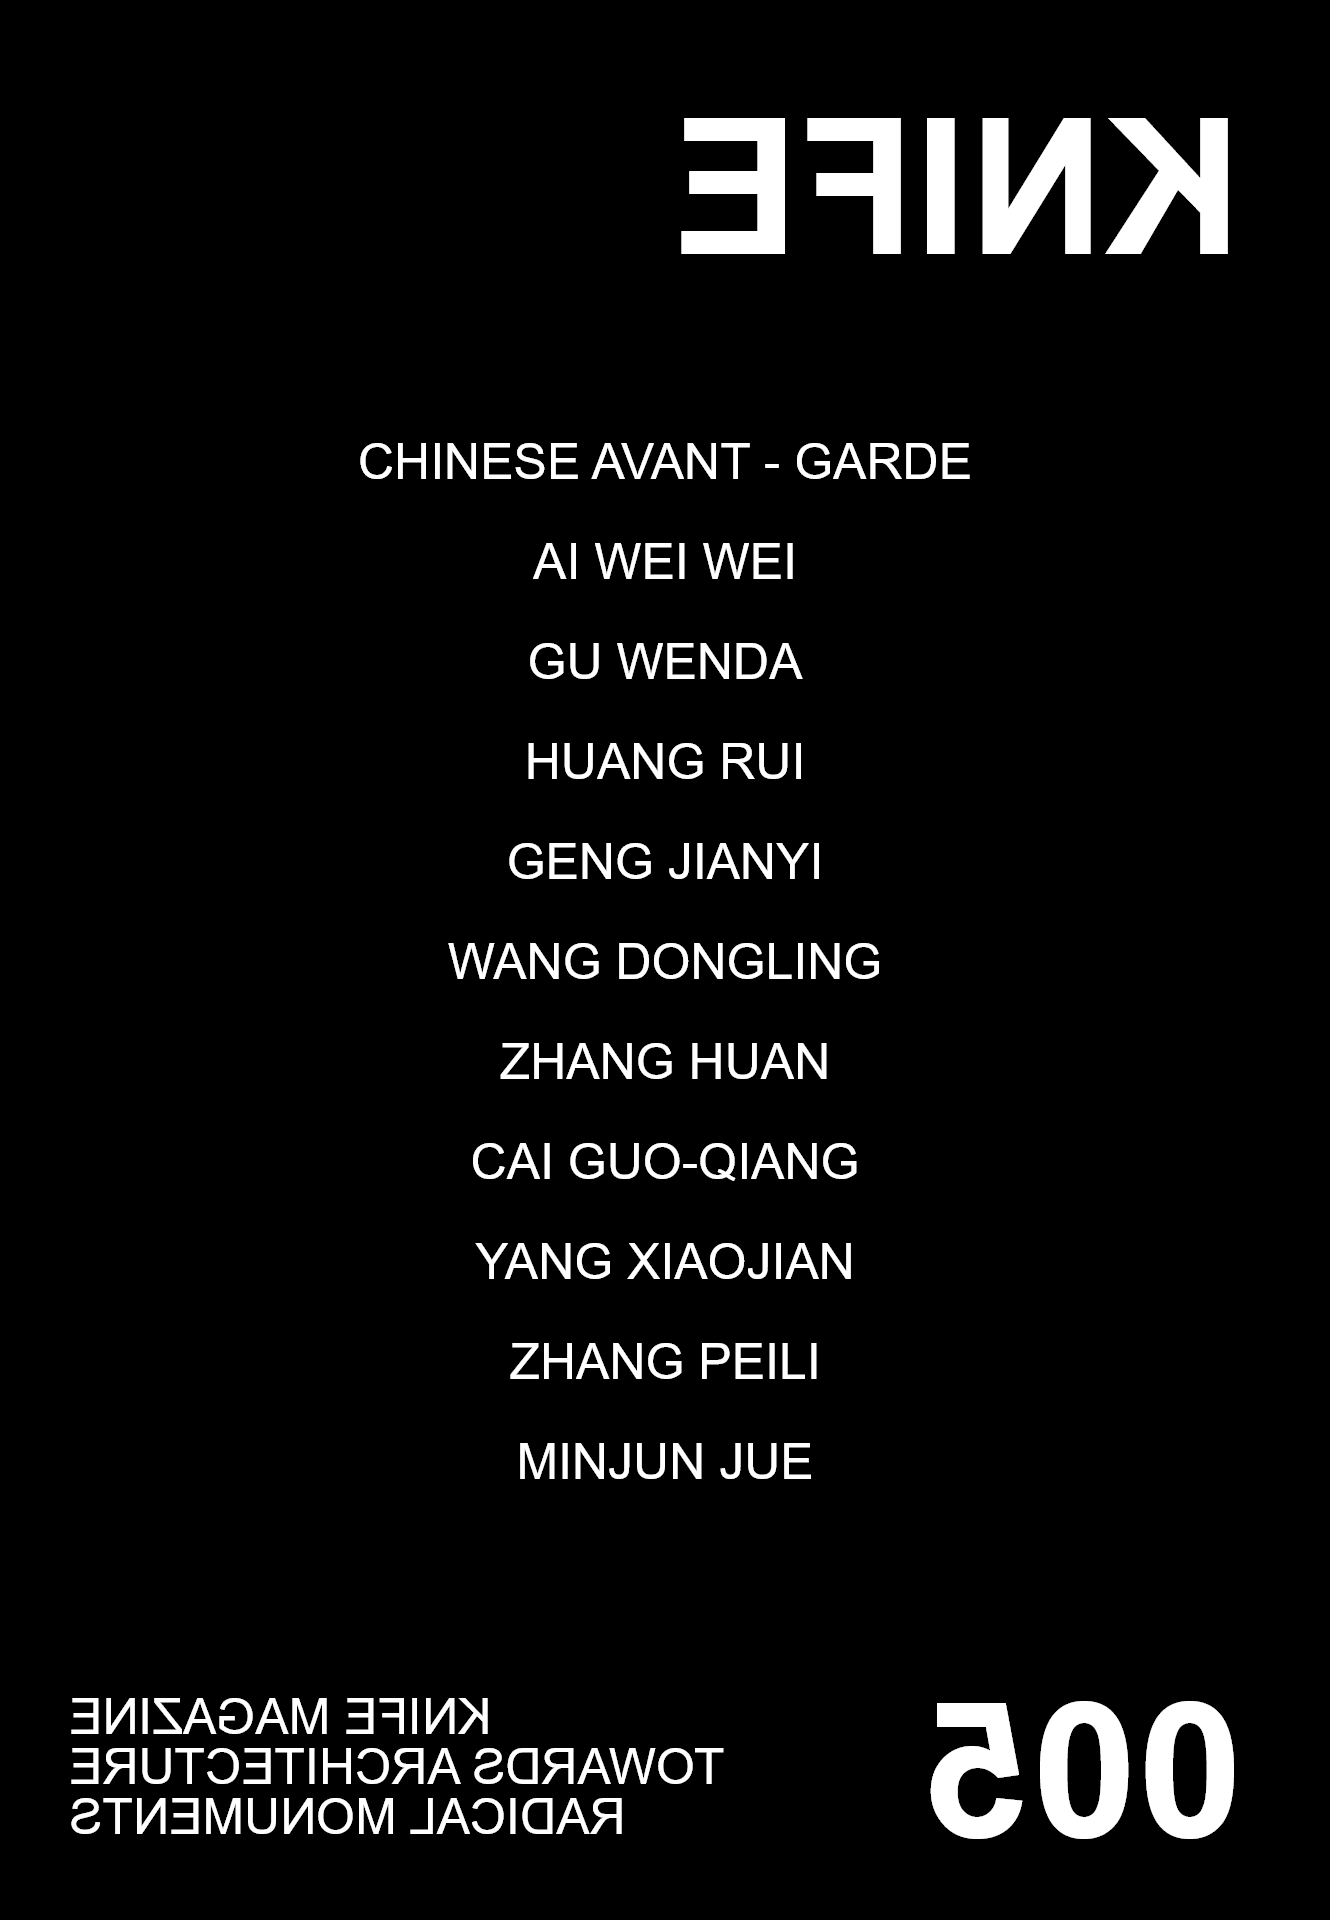 KNIFE
CHINESE AVANT - GARDE
AI WEI WEI
GU WENDA
HUANG RUI
GENG JIANYI
WANG DONGLING
ZHANG HUAN
CAI GUO-QIANG
YANG XIAOJIAN
ZHANG PEILI
MINJUN JUE
KNIFE MAGAZINE
TOWARDS ARCHITECTURE
RADICAL MONUMENTS
005